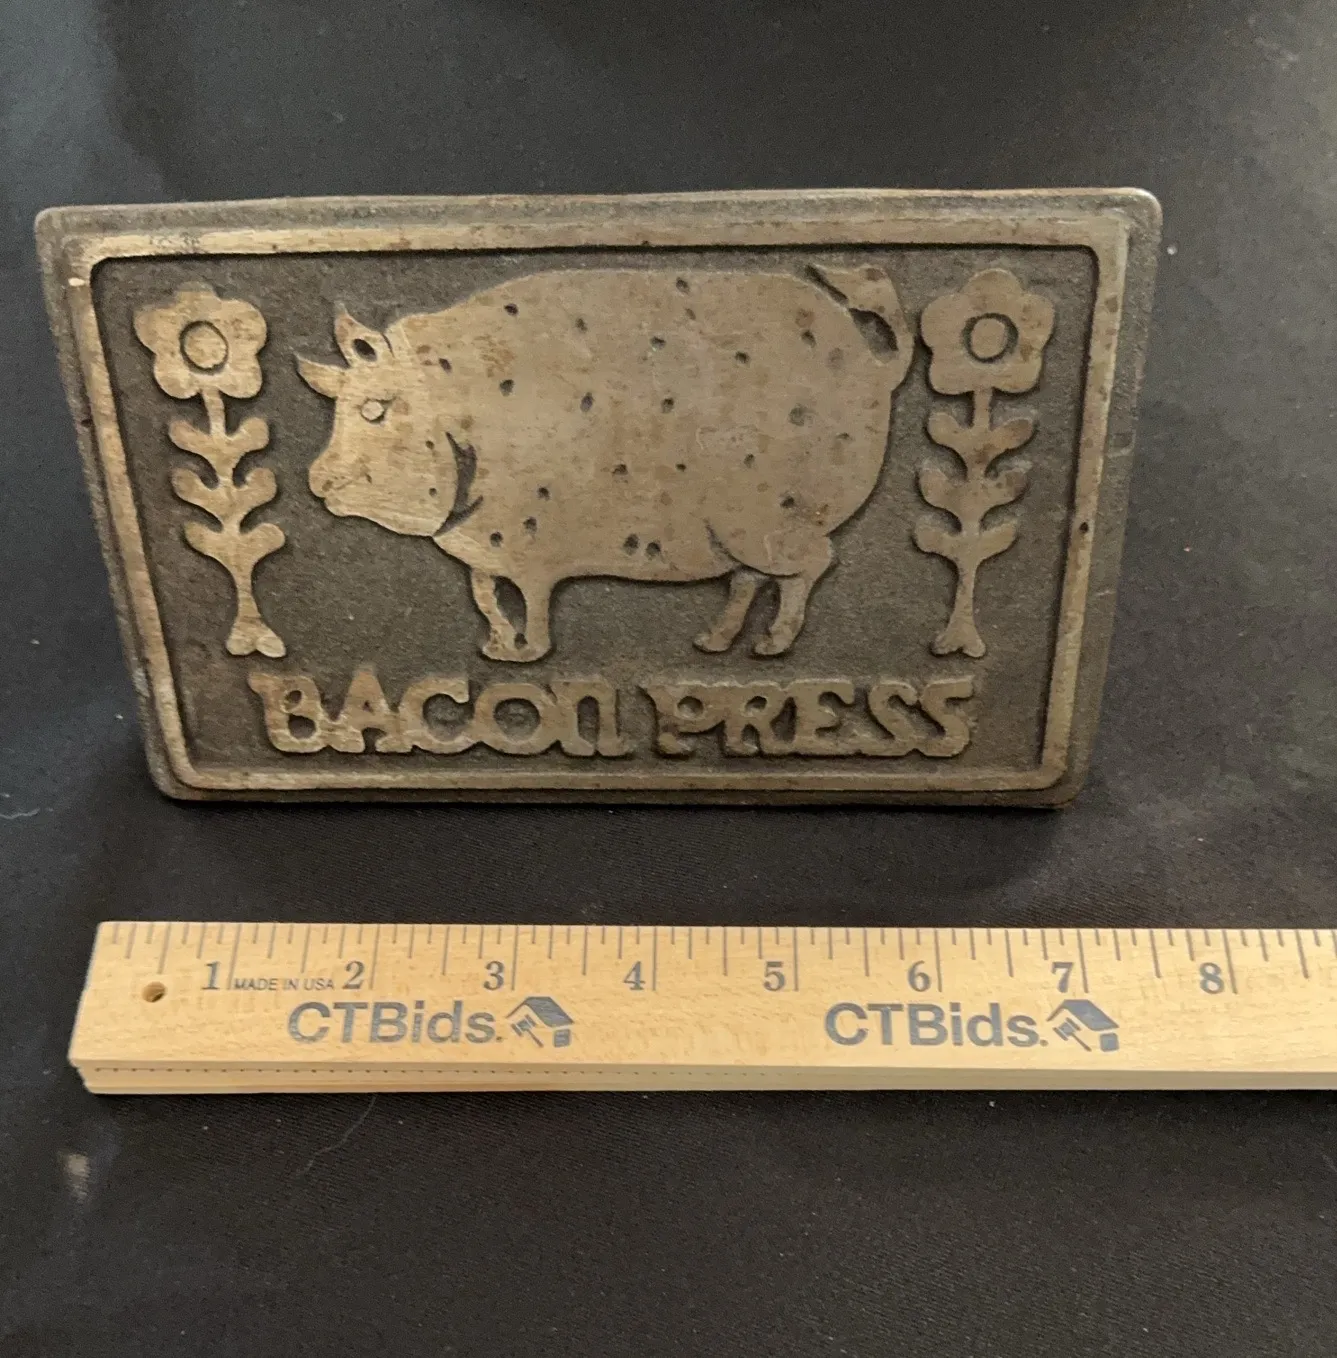 BACON PRESS
1 MADE IN USA 2 3 4 5 6 7 8
CTBids. CTBids.